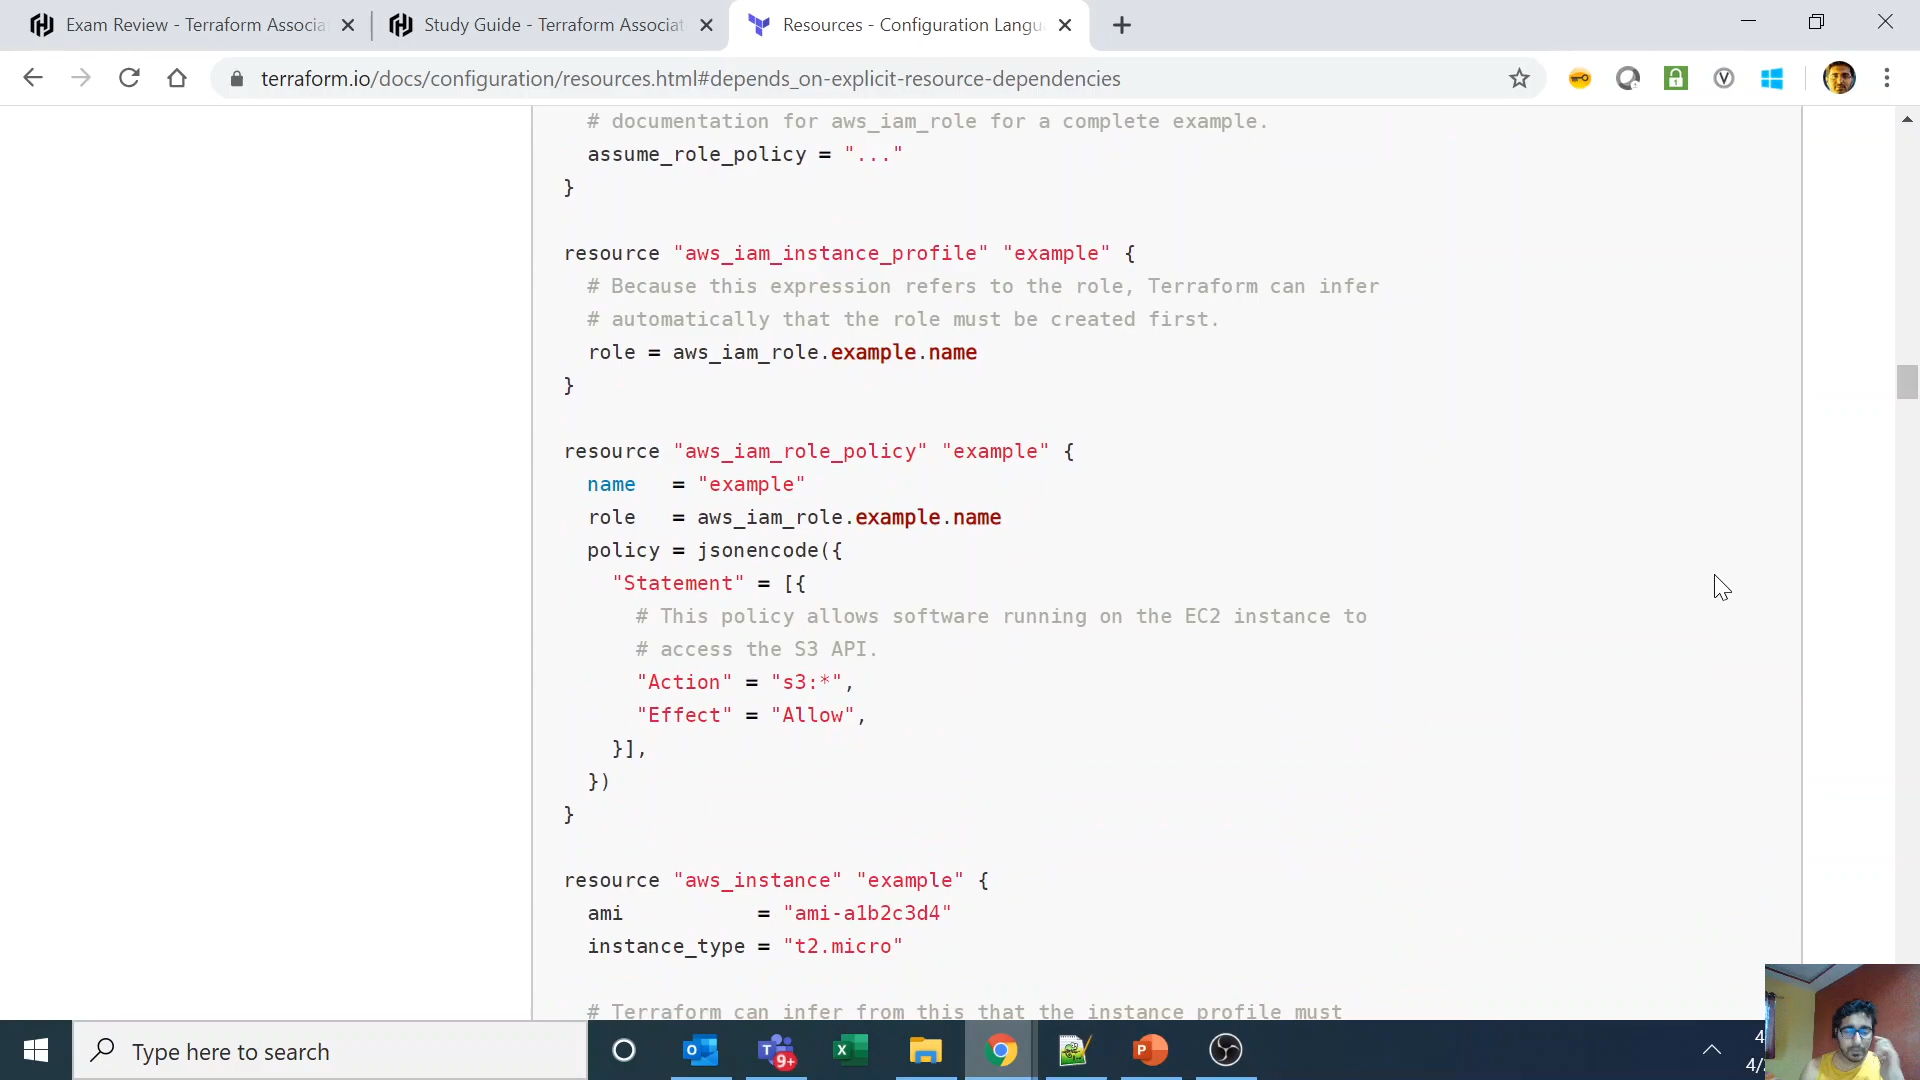 Exam Review - Terraform Associa
Study Guide - Terraform Associat
Resources - Configuration Langu
terraform.io/docs/configuration/resources.html#depends_on-explicit-resource-dependencies
# documentation for aws_iam_role for a complete example.
assume_role_policy = "..."
}
resource "aws_iam_instance_profile" "example" {
# Because this expression refers to the role, Terraform can infer
# automatically that the role must be created first.
role = aws_iam_role.example.name
}
resource "aws_iam_role_policy" "example" {
name = "example"
role = aws_iam_role.example.name
policy = jsonencode({
"Statement" = [{
# This policy allows software running on the EC2 instance to
# access the S3 API.
"Action" = "s3:*",
"Effect" = "Allow",
}],
})
}
resource "aws_instance" "example" {
ami = "ami-a1b2c3d4"
instance_type = "t2.micro"
# Terraform can infer from this that the instance profile must
Type here to search
9+
4
4/